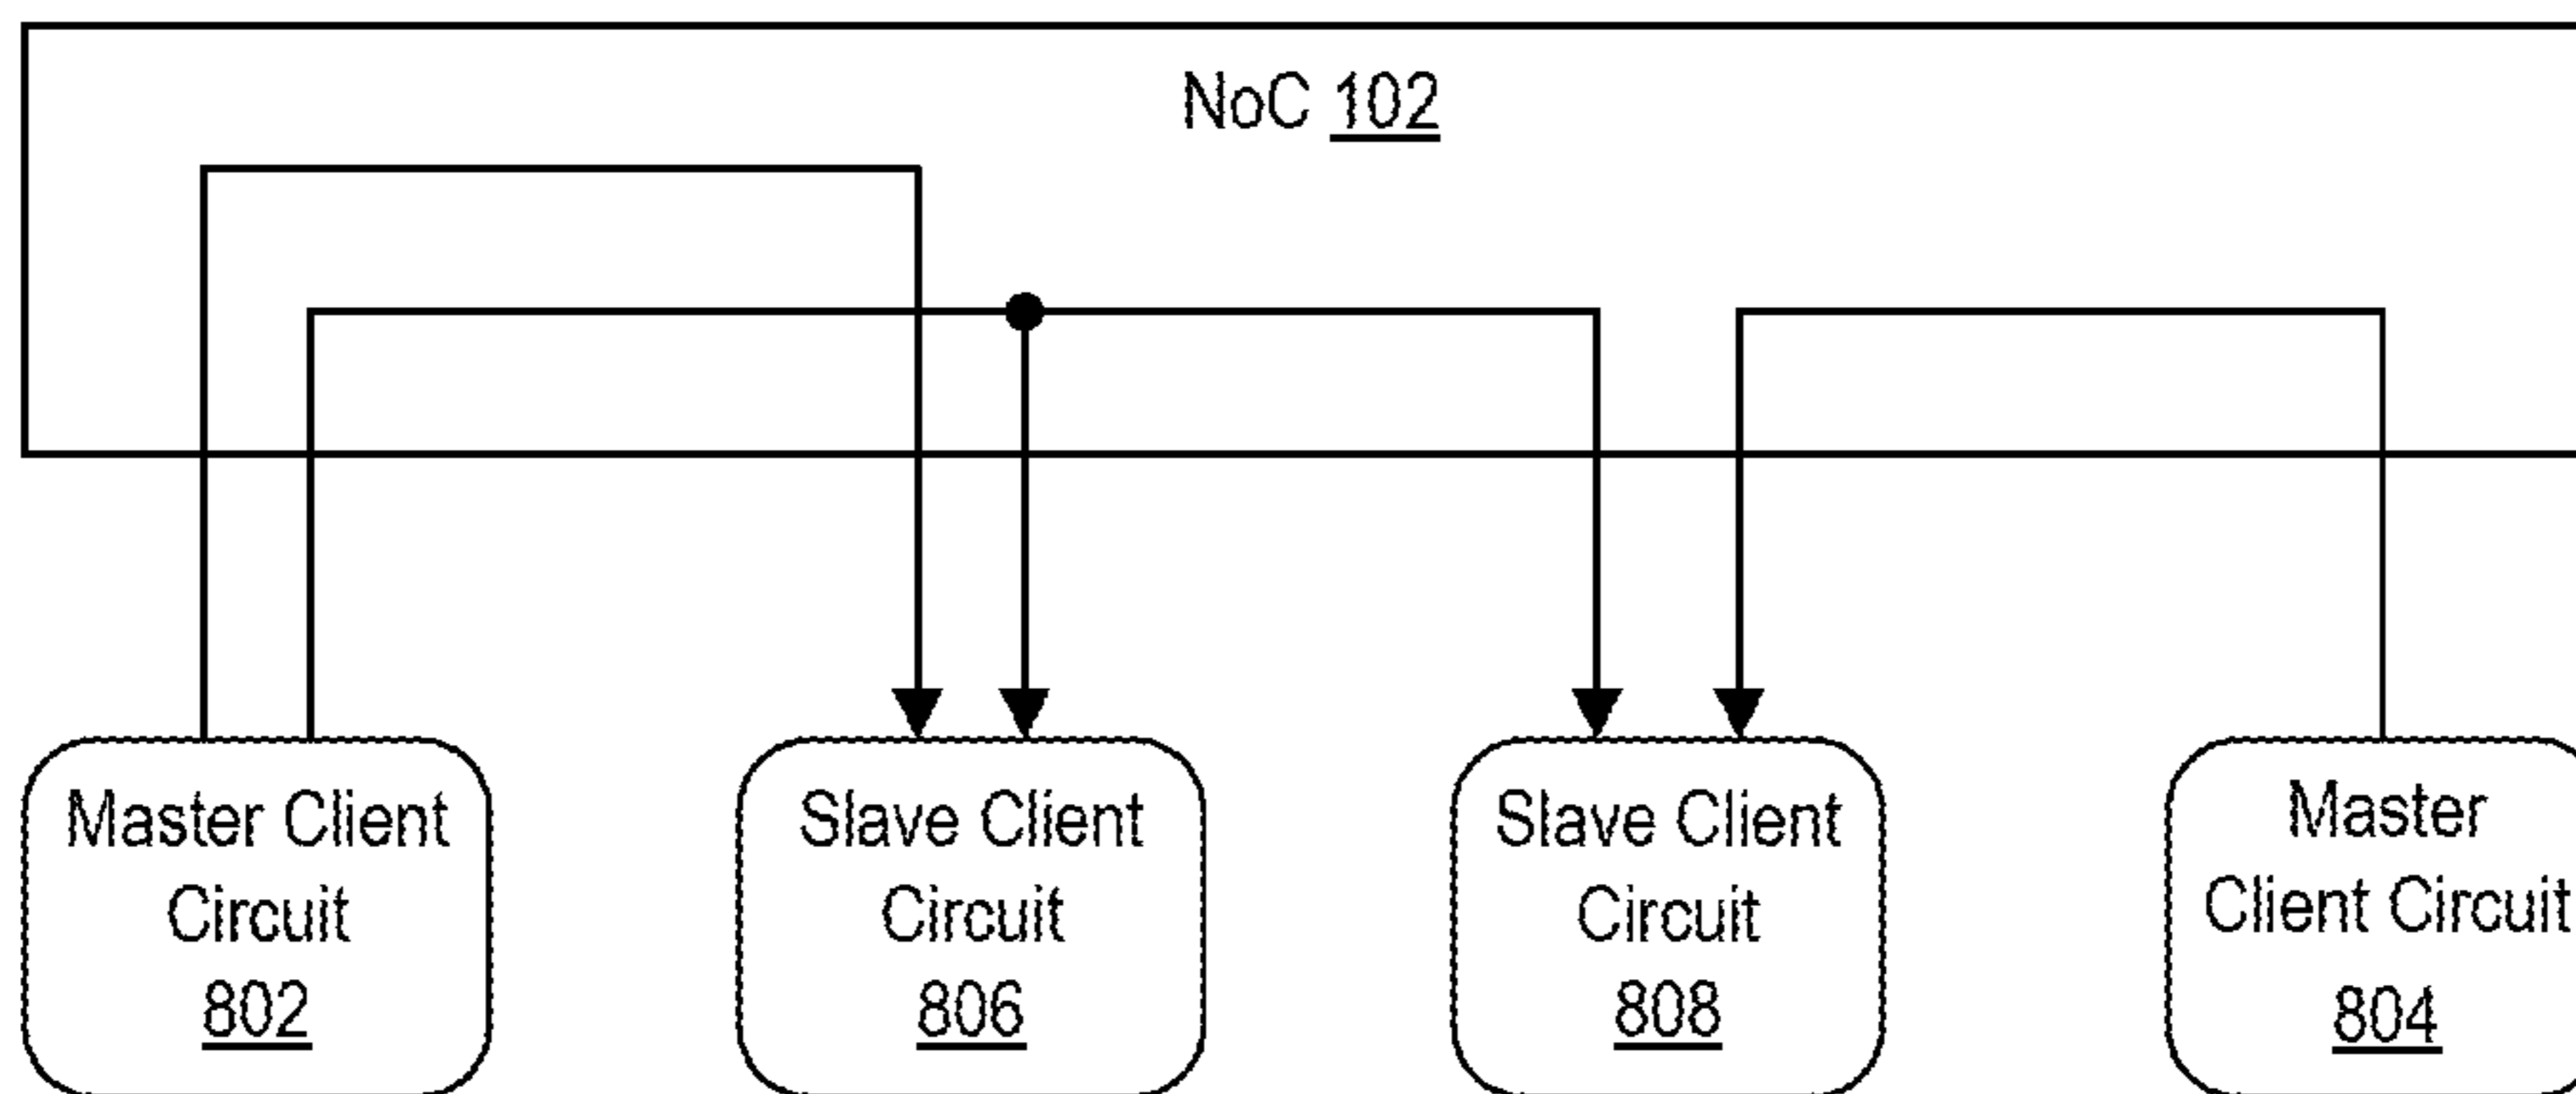 NoC 102
Master Client
Circuit
802
Slave Client
Circuit
806
Slave Client
Circuit
808
Master
Client Circuit
804